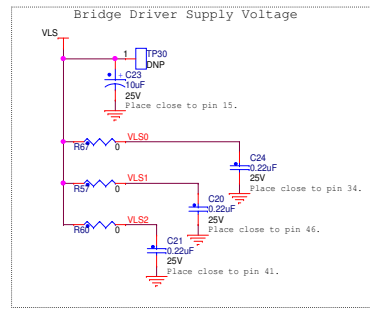 Bridge Driver Supply Voltage
VLS
1
TP30
DNP
+
C23
10uF
25V
Place close to pin 15.
VLS0
R67
0
C24
0.22uF
25V
Place close to pin 34.
VLS1
R57
0
C20
0.22uF
25V
Place close to pin 46.
VLS2
R60
0
C21
0.22uF
25V
Place close to pin 41.